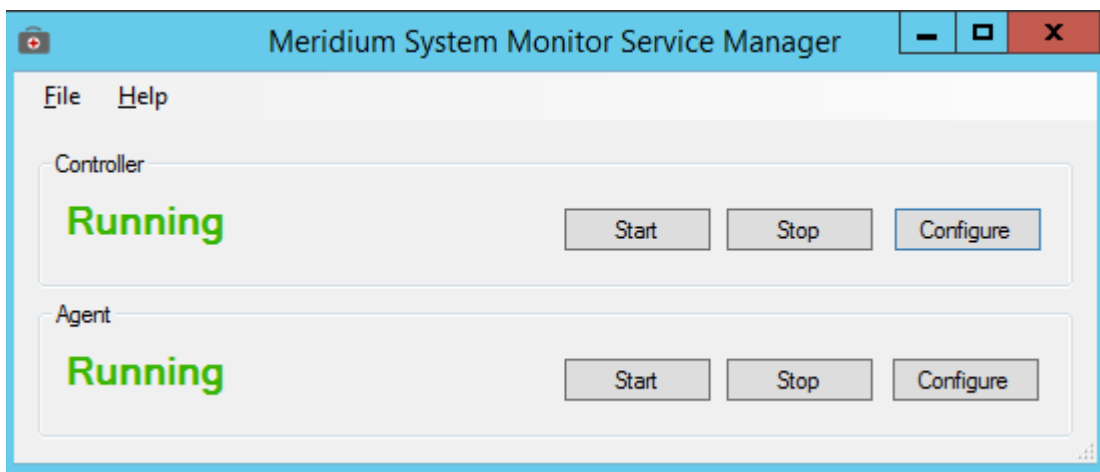 Meridium System Monitor Service Manager
File Help
Controller
Running Start Stop Configure
Agent
Running Start Stop Configure